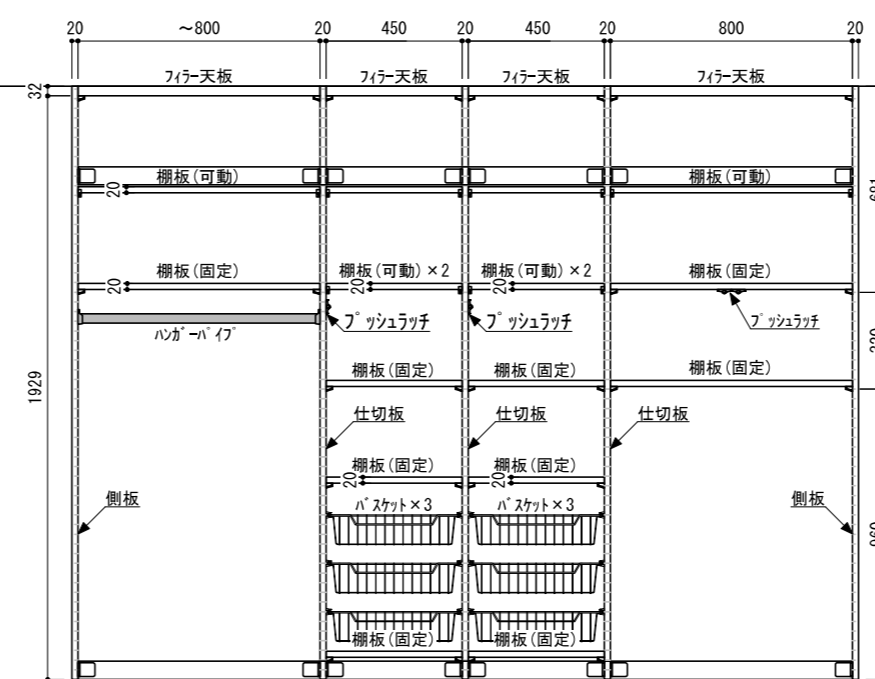 20 ～800 20 450 20 450 20 800 20
ﾌｨﾗｰ天板 ﾌｨﾗｰ天板 ﾌｨﾗｰ天板 ﾌｨﾗｰ天板
32
棚板(可動) 棚板(可動)
20
棚板(固定) 棚板(可動)×2 棚板(可動)×2 棚板(固定)
20 20 20
ﾊﾝｶﾞｰﾊﾟｲﾌﾟ ﾌﾟｯｼｭﾗｯﾁ ﾌﾟｯｼｭﾗｯﾁ ﾌﾟｯｼｭﾗｯﾁ
棚板(固定) 棚板(固定) 棚板(固定)
1929
仕切板 仕切板 仕切板
棚板(固定) 棚板(固定)
20 20
側板 ﾊﾞｽｹｯﾄ×3 ﾊﾞｽｹｯﾄ×3 側板
棚板(固定) 棚板(固定)